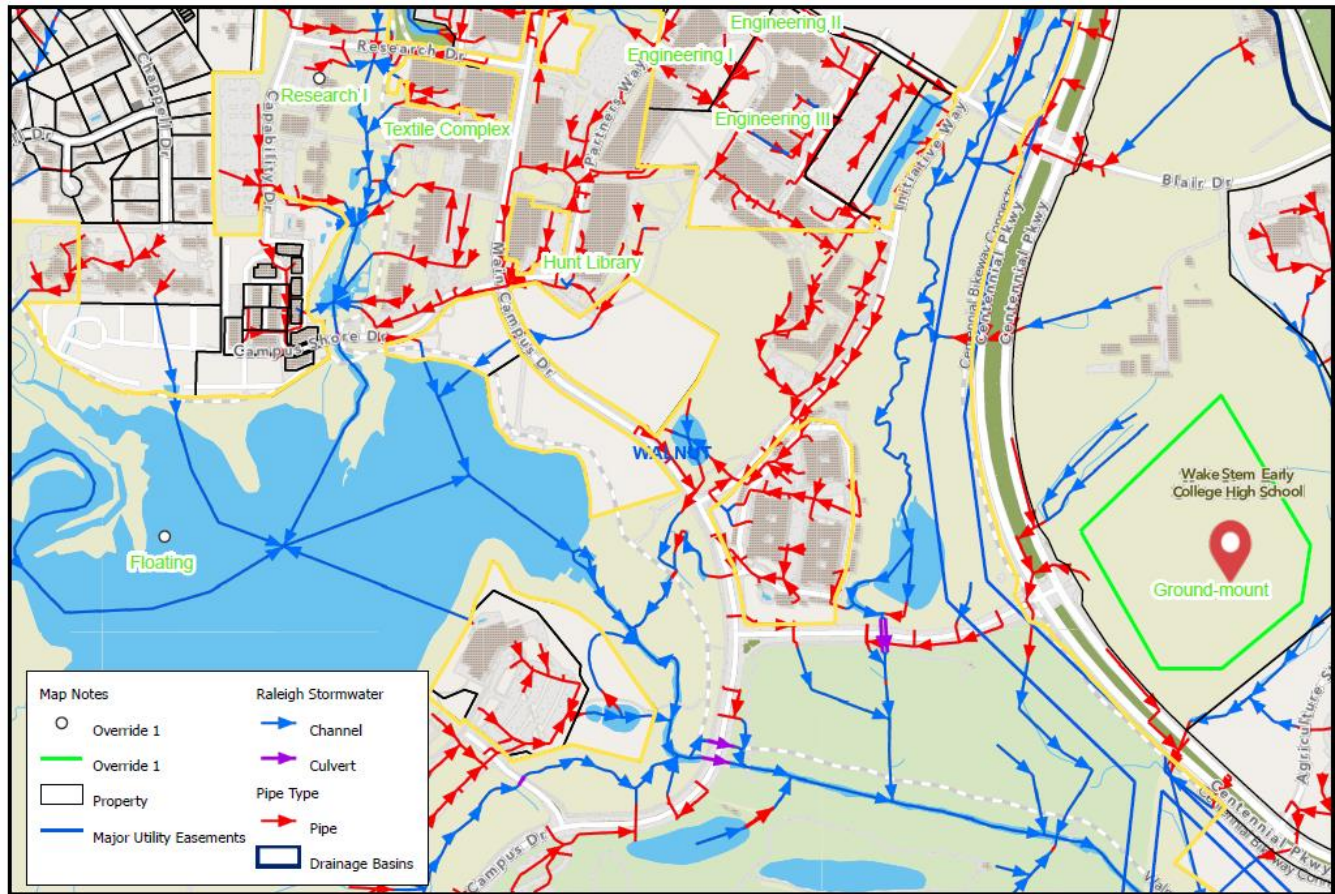 Engineering II
Research Dr
Engineering I
Chappell Dr
Research I
Capability Dr
Textile Complex
Partners Way
Engineering III
Initiative Way
Blair Dr
Centennial Bikeway Connector
Centennial Pkwy
Centennial Pkwy
Main Campus Dr
Hunt Library
Campus Shore Dr
WALNUT
Wake Stem Early
College High School
Ground-mount
Floating
Campus Dr
Centennial Pkwy
Map Notes
Override 1
Override 1
Property
Major Utility Easements
Raleigh Stormwater
Channel
Culvert
Pipe Type
Pipe
Drainage Basins